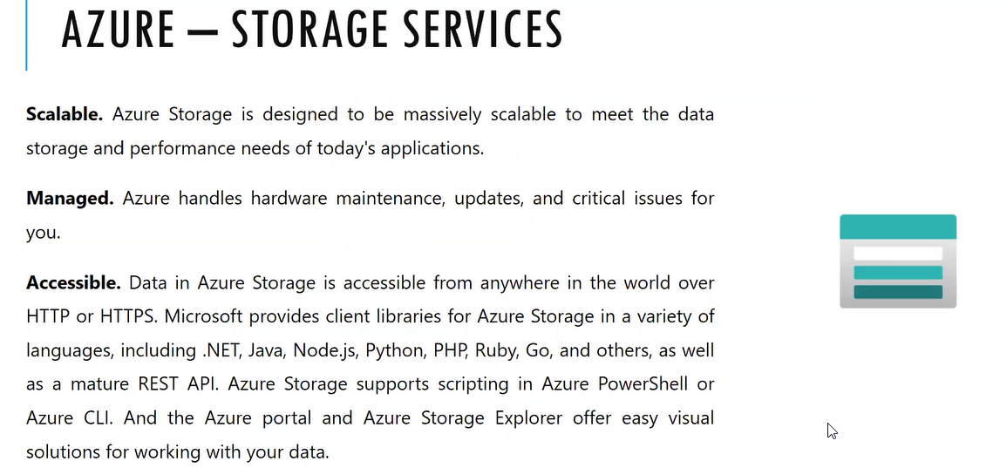 AZURE – STORAGE SERVICES
Scalable. Azure Storage is designed to be massively scalable to meet the data
storage and performance needs of today's applications.
Managed. Azure handles hardware maintenance, updates, and critical issues for
you.
Accessible. Data in Azure Storage is accessible from anywhere in the world over
HTTP or HTTPS. Microsoft provides client libraries for Azure Storage in a variety of
languages, including .NET, Java, Node.js, Python, PHP, Ruby, Go, and others, as well
as a mature REST API. Azure Storage supports scripting in Azure PowerShell or
Azure CLI. And the Azure portal and Azure Storage Explorer offer easy visual
solutions for working with your data.